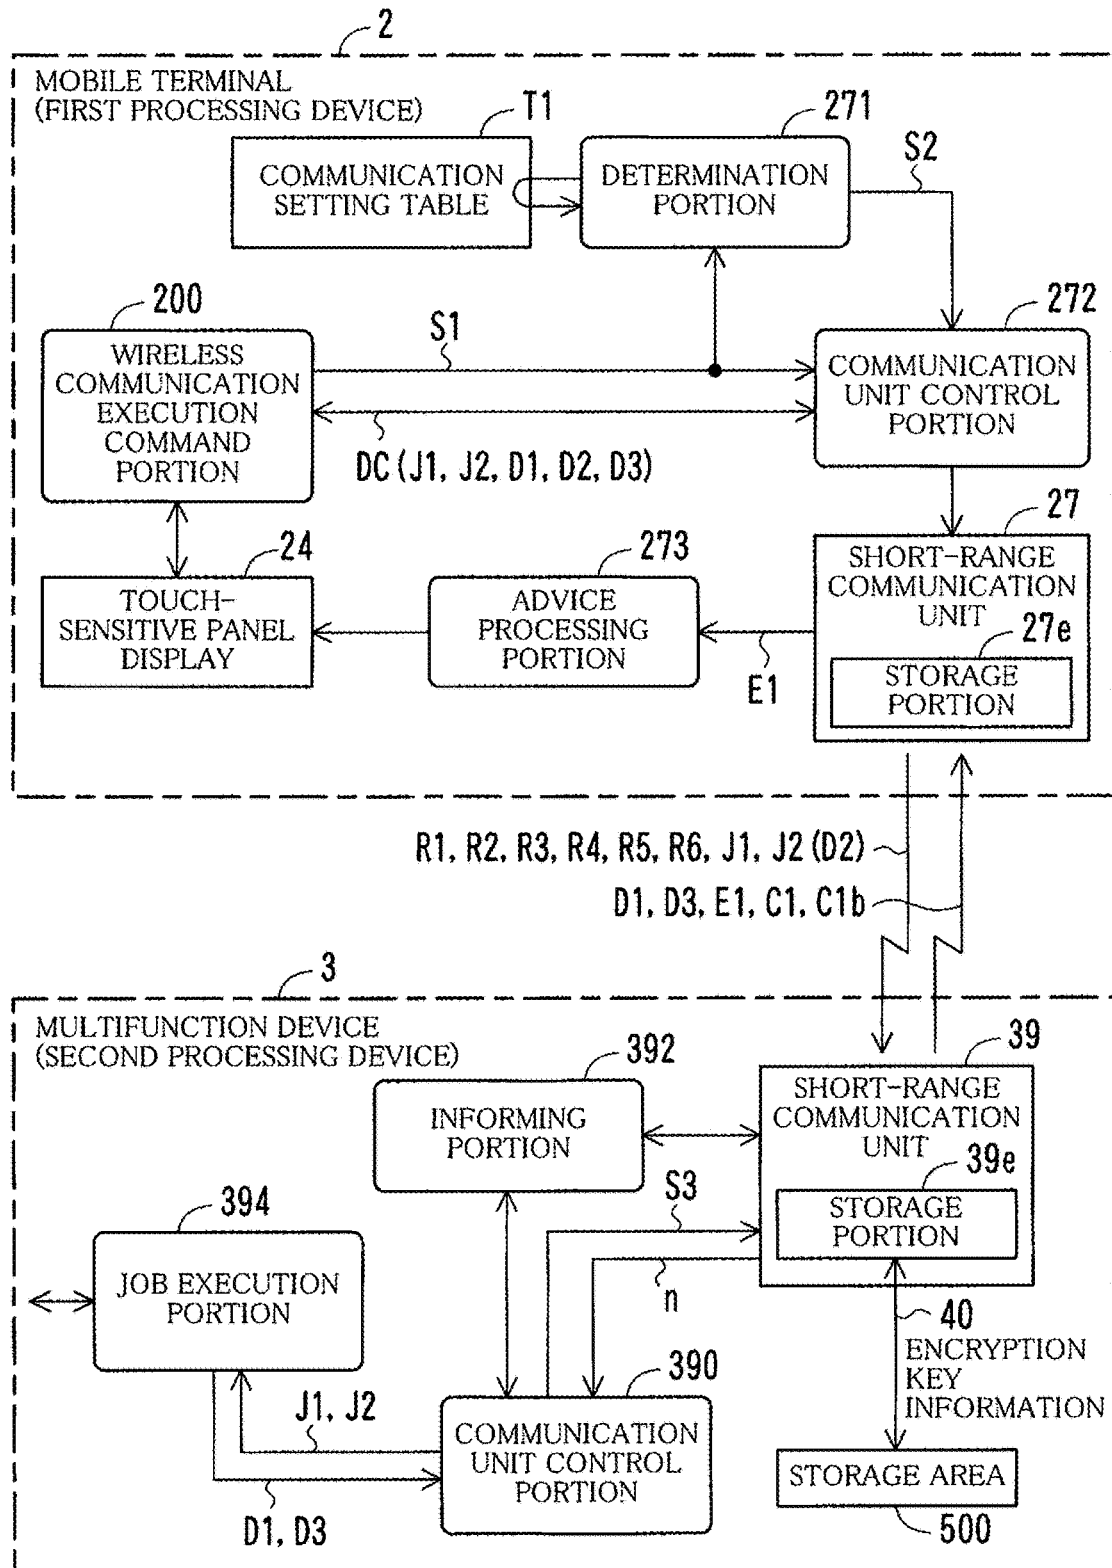 2
MOBILE TERMINAL
(FIRST PROCESSING DEVICE)
T1
271
COMMUNICATION
SETTING TABLE
DETERMINATION
PORTION
S2
200
WIRELESS
COMMUNICATION
EXECUTION
COMMAND
PORTION
S1
272
COMMUNICATION
UNIT CONTROL
PORTION
DC (J1, J2, D1, D2, D3)
24
TOUCH-
SENSITIVE PANEL
DISPLAY
273
ADVICE
PROCESSING
PORTION
E1
27
SHORT-RANGE
COMMUNICATION
UNIT
27e
STORAGE
PORTION
R1, R2, R3, R4, R5, R6, J1, J2 (D2)
D1, D3, E1, C1, C1b
3
MULTIFUNCTION DEVICE
(SECOND PROCESSING DEVICE)
392
INFORMING
PORTION
39
SHORT-RANGE
COMMUNICATION
UNIT
39e
STORAGE
PORTION
S3
n
394
JOB EXECUTION
PORTION
40
ENCRYPTION
KEY
INFORMATION
390
J1, J2
COMMUNICATION
UNIT CONTROL
PORTION
D1, D3
STORAGE AREA
500